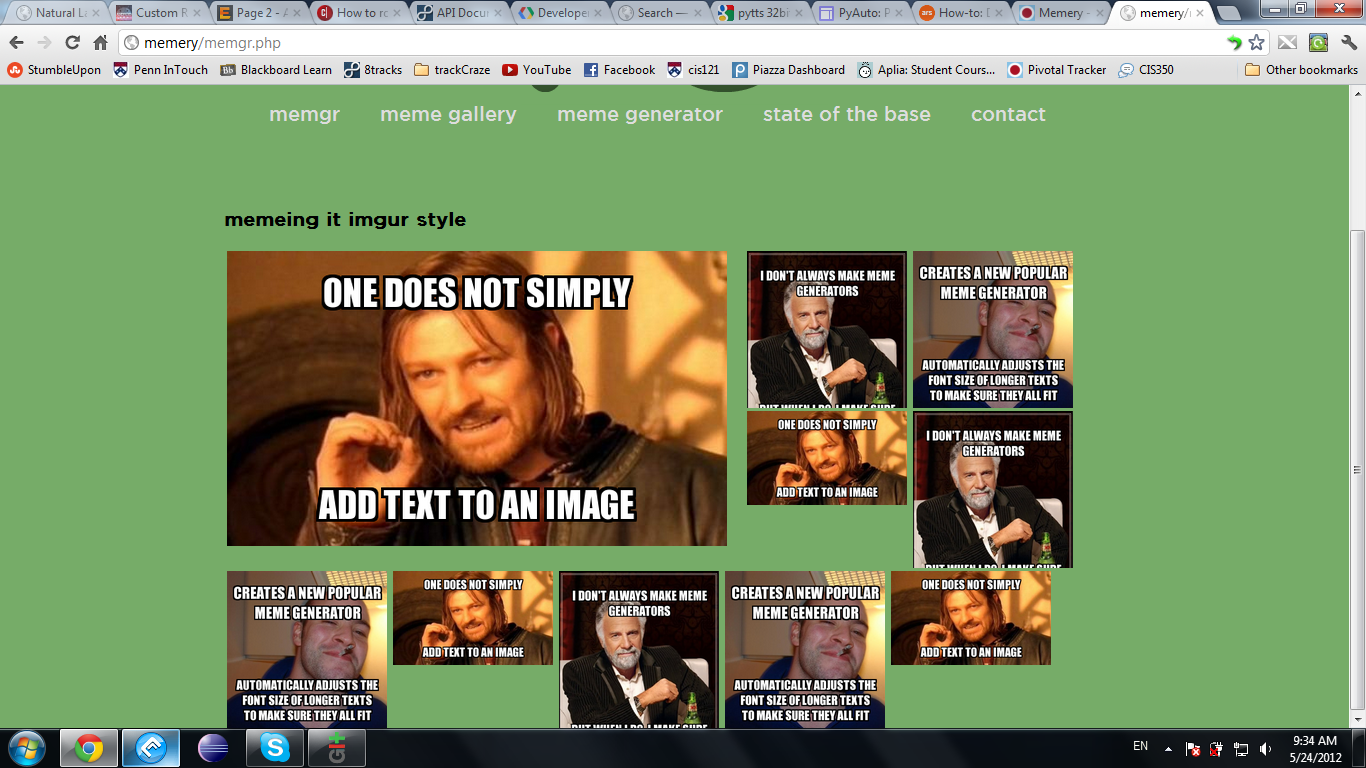 Natural La
Custom R
Page 2 - A
How to ro
API Docu
Develope
Search —
pytts 32bi
PyAuto: P
How-to: D
Memery -
memery/
memery/memgr.php
StumbleUpon
Penn InTouch
Blackboard Learn
8tracks
trackCraze
YouTube
Facebook
cis121
Piazza Dashboard
Aplia: Student Cours...
Pivotal Tracker
CIS350
Other bookmarks
memgr
meme gallery
meme generator
state of the base
contact
memeing it imgur style
ONE DOES NOT SIMPLY
ADD TEXT TO AN IMAGE
I DON'T ALWAYS MAKE MEME
GENERATORS
BUT WHEN I DO, I MAKE SURE
CREATES A NEW POPULAR
MEME GENERATOR
AUTOMATICALLY ADJUSTS THE
FONT SIZE OF LONGER TEXTS
TO MAKE SURE THEY ALL FIT
ONE DOES NOT SIMPLY
ADD TEXT TO AN IMAGE
I DON'T ALWAYS MAKE MEME
GENERATORS
BUT WHEN I DO, I MAKE SURE
CREATES A NEW POPULAR
MEME GENERATOR
AUTOMATICALLY ADJUSTS THE
FONT SIZE OF LONGER TEXTS
TO MAKE SURE THEY ALL FIT
ONE DOES NOT SIMPLY
ADD TEXT TO AN IMAGE
I DON'T ALWAYS MAKE MEME
GENERATORS
BUT WHEN I DO, I MAKE SURE
CREATES A NEW POPULAR
MEME GENERATOR
AUTOMATICALLY ADJUSTS THE
FONT SIZE OF LONGER TEXTS
TO MAKE SURE THEY ALL FIT
ONE DOES NOT SIMPLY
ADD TEXT TO AN IMAGE
EN
9:34 AM
5/24/2012